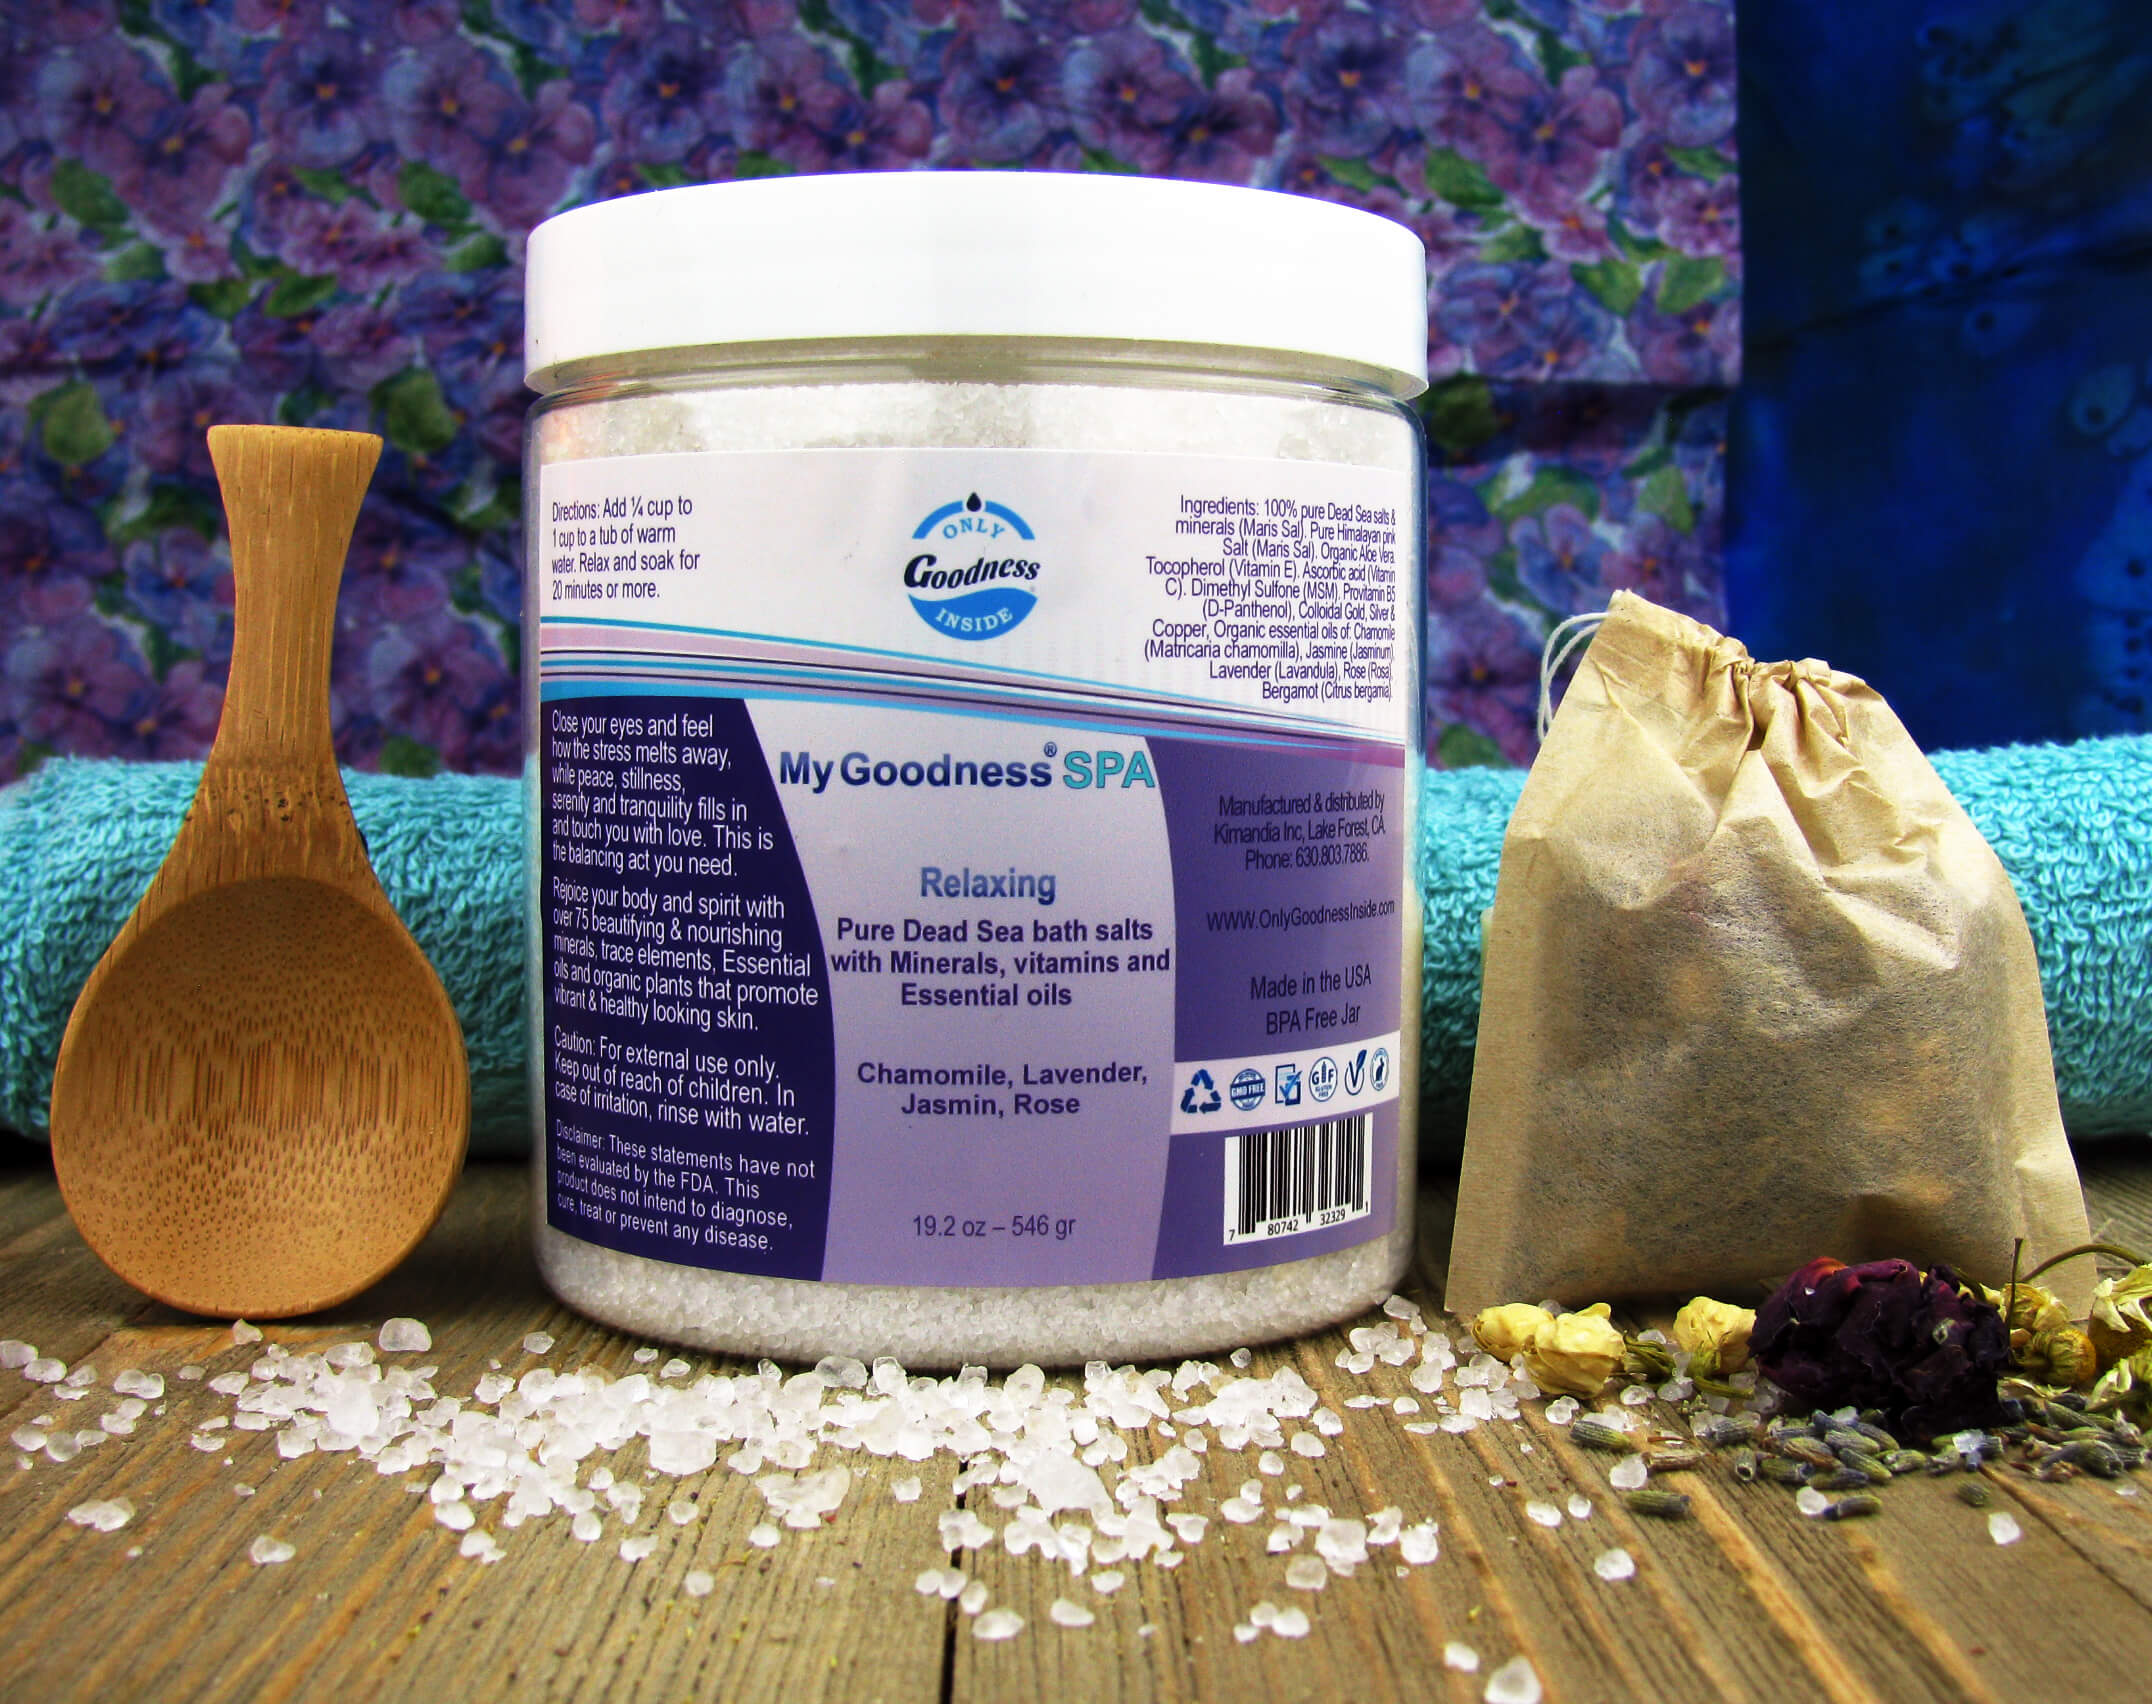 Directions: Add ¼ cup to
1 cup to a tub of warm
water. Relax and soak for
20 minutes or more.
ONLY
Goodness
INSIDE
Ingredients: 100% pure Dead Sea salts &
minerals (Maris Sal). Pure Himalayan pink
Salt (Maris Sal). Organic Aloe Vera.
Tocopherol (Vitamin E). Ascorbic acid (Vitamin
C). Dimethyl Sulfone (MSM). Provitamin B5
(D-Panthenol), Colloidal Gold, Silver &
Copper, Organic essential oils of: Chamomile
(Matricaria chamomilla), Jasmine (Jasminum),
Lavender (Lavandula), Rose (Rosa),
Bergamot (Citrus bergamia).
Close your eyes and feel
how the stress melts away,
while peace, stillness,
serenity and tranquility fills in
and touch you with love. This is
the balancing act you need.
Rejoice your body and spirit with
over 75 beautifying & nourishing
minerals, trace elements, Essential
oils and organic plants that promote
vibrant & healthy looking skin.
Caution: For external use only.
Keep out of reach of children. In
case of irritation, rinse with water.
Disclaimer: These statements have not
been evaluated by the FDA. This
product does not intend to diagnose,
cure, treat or prevent any disease.
My Goodness® SPA
Relaxing
Pure Dead Sea bath salts
with Minerals, vitamins and
Essential oils
Chamomile, Lavender,
Jasmin, Rose
19.2 oz – 546 gr
Manufactured & distributed by
Kimandia Inc, Lake Forest, CA.
Phone: 630.803.7886.
WWW.OnlyGoodnessInside.com
Made in the USA
BPA Free Jar
GMO FREE
GF
GLUTEN
FREE
V
7 80742 32329 1